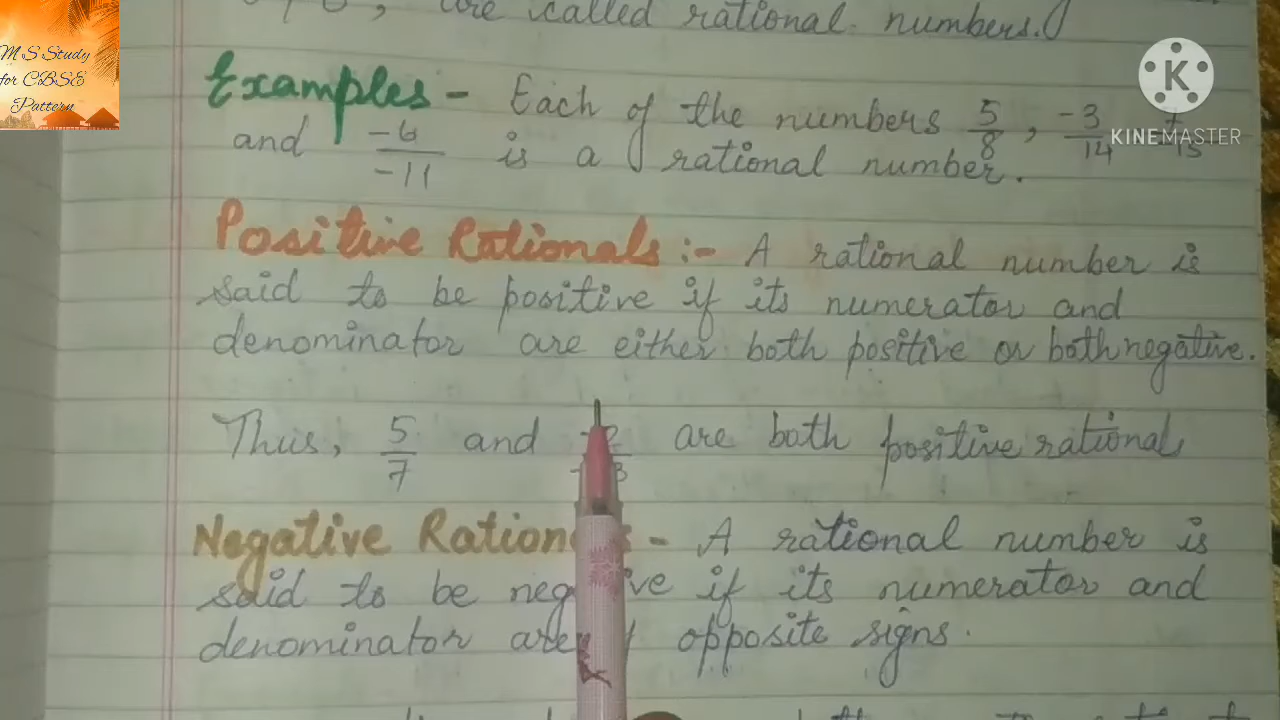 are called rational numbers.
M S Study
for CBSE
Pattern
KINEMASTER
Examples - Each of the numbers 5/8, -3/14
and -6/-11 is a rational number.
Positive Rationals :- A rational number is
said to be positive if its numerator and
denominator are either both positive or both negative.
Thus, 5/7 and are both positive rational
Negative - A rational number is
said to be if its numerator and
denominator are opposite signs.